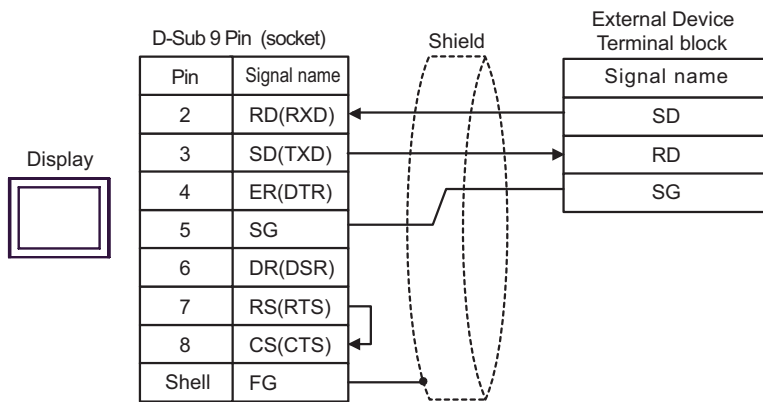 External Device
Terminal block
D-Sub 9 Pin (socket)
Shield
Pin Signal name
Signal name
2 RD(RXD)
SD
3 SD(TXD)
RD
Display
4 ER(DTR)
SG
5 SG
6 DR(DSR)
7 RS(RTS)
8 CS(CTS)
Shell FG